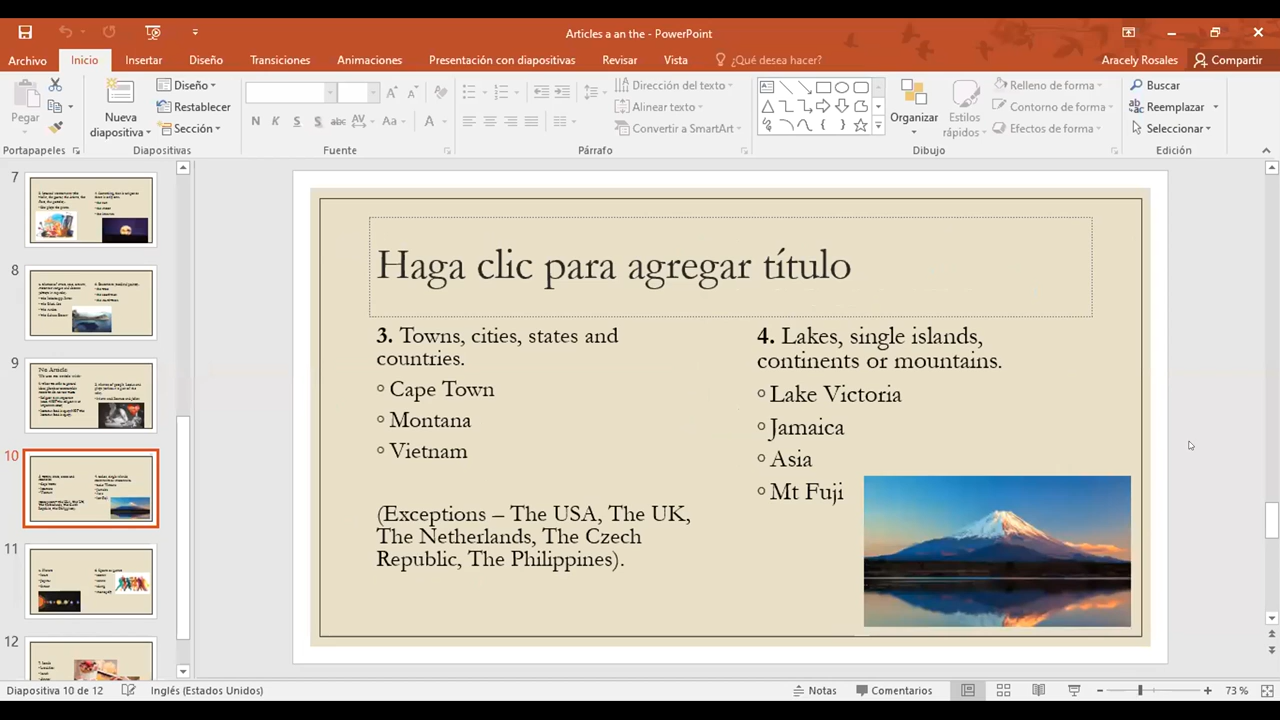 Articles a an the - PowerPoint
Archivo
Inicio
Insertar
Diseño
Transiciones
Animaciones
Presentación con diapositivas
Revisar
Vista
¿Qué desea hacer?
Aracely Rosales
Compartir
Pegar
Nueva
diapositiva
Diseño
Restablecer
Sección
N K S S abc AV Aa A
Dirección del texto
Alinear texto
Convertir a SmartArt
Organizar
Estilos
rápidos
Relleno de forma
Contorno de forma
Efectos de forma
Buscar
Reemplazar
Seleccionar
Portapapeles
Diapositivas
Fuente
Párrafo
Dibujo
Edición
7
8
9
No Article
10
11
12
Haga clic para agregar título
3. Towns, cities, states and
countries.
Cape Town
Montana
Vietnam
(Exceptions – The USA, The UK,
The Netherlands, The Czech
Republic, The Philippines).
4. Lakes, single islands,
continents or mountains.
Lake Victoria
Jamaica
Asia
Mt Fuji
Diapositiva 10 de 12
Inglés (Estados Unidos)
Notas
Comentarios
73 %